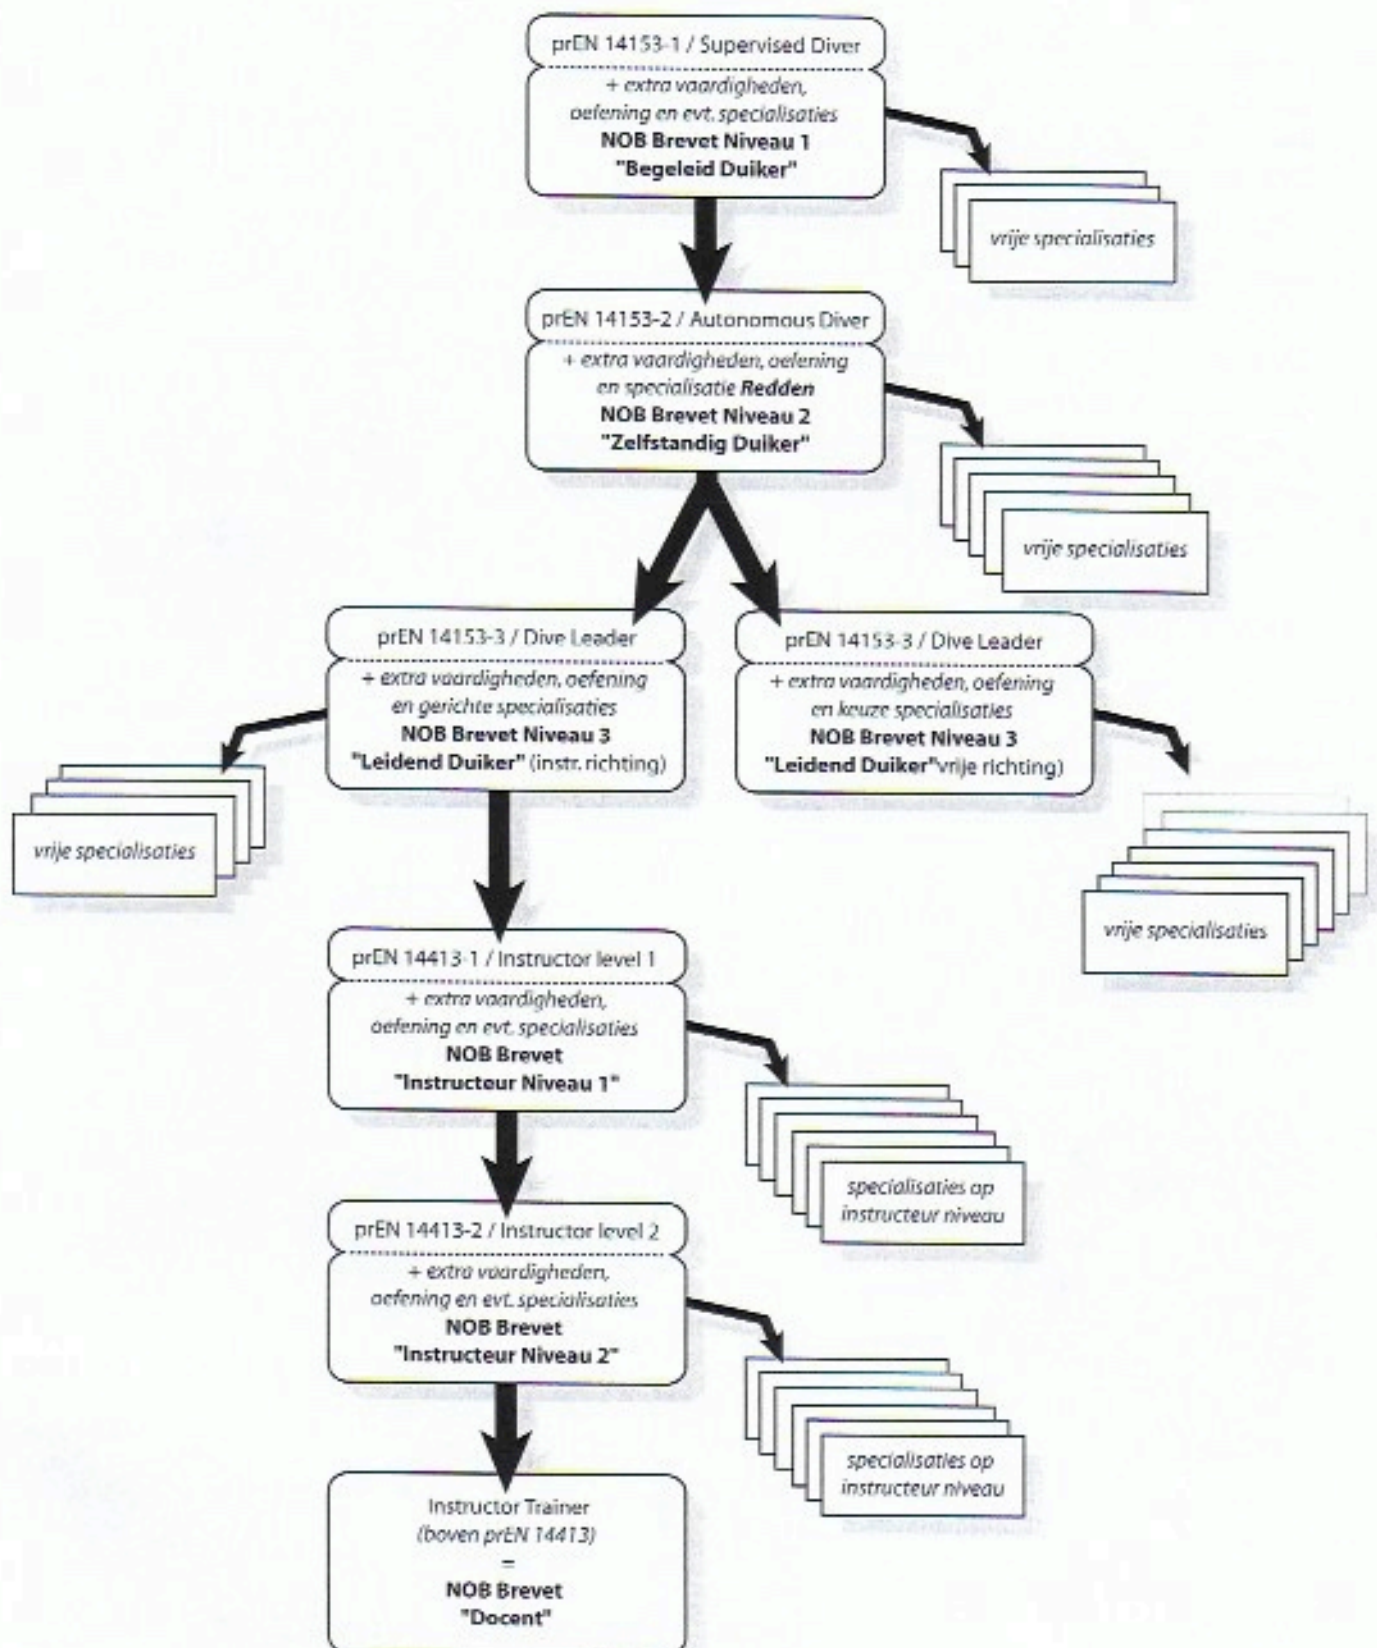 prEN 14153-1 / Supervised Diver
+ extra vaardigheden,
oefening en evt. specialisaties
NOB Brevet Niveau 1
"Begeleid Duiker"
vrije specialisaties
prEN 14153-2 / Autonomous Diver
+ extra vaardigheden, oefening
en specialisatie Redden
NOB Brevet Niveau 2
"Zelfstandig Duiker"
vrije specialisaties
prEN 14153-3 / Dive Leader
+ extra vaardigheden, oefening
en gerichte specialisaties
NOB Brevet Niveau 3
"Leidend Duiker" (instr. richting)
vrije specialisaties
prEN 14153-3 / Dive Leader
+ extra vaardigheden, oefening
en keuze specialisaties
NOB Brevet Niveau 3
"Leidend Duiker"vrije richting)
vrije specialisaties
prEN 14413-1 / Instructor level 1
+ extra vaardigheden,
oefening en evt. specialisaties
NOB Brevet
"Instructeur Niveau 1"
specialisaties op
instructeur niveau
prEN 14413-2 / Instructor level 2
+ extra vaardigheden,
oefening en evt. specialisaties
NOB Brevet
"Instructeur Niveau 2"
specialisaties op
instructeur niveau
Instructor Trainer
(boven prEN 14413)
=
NOB Brevet
"Docent"